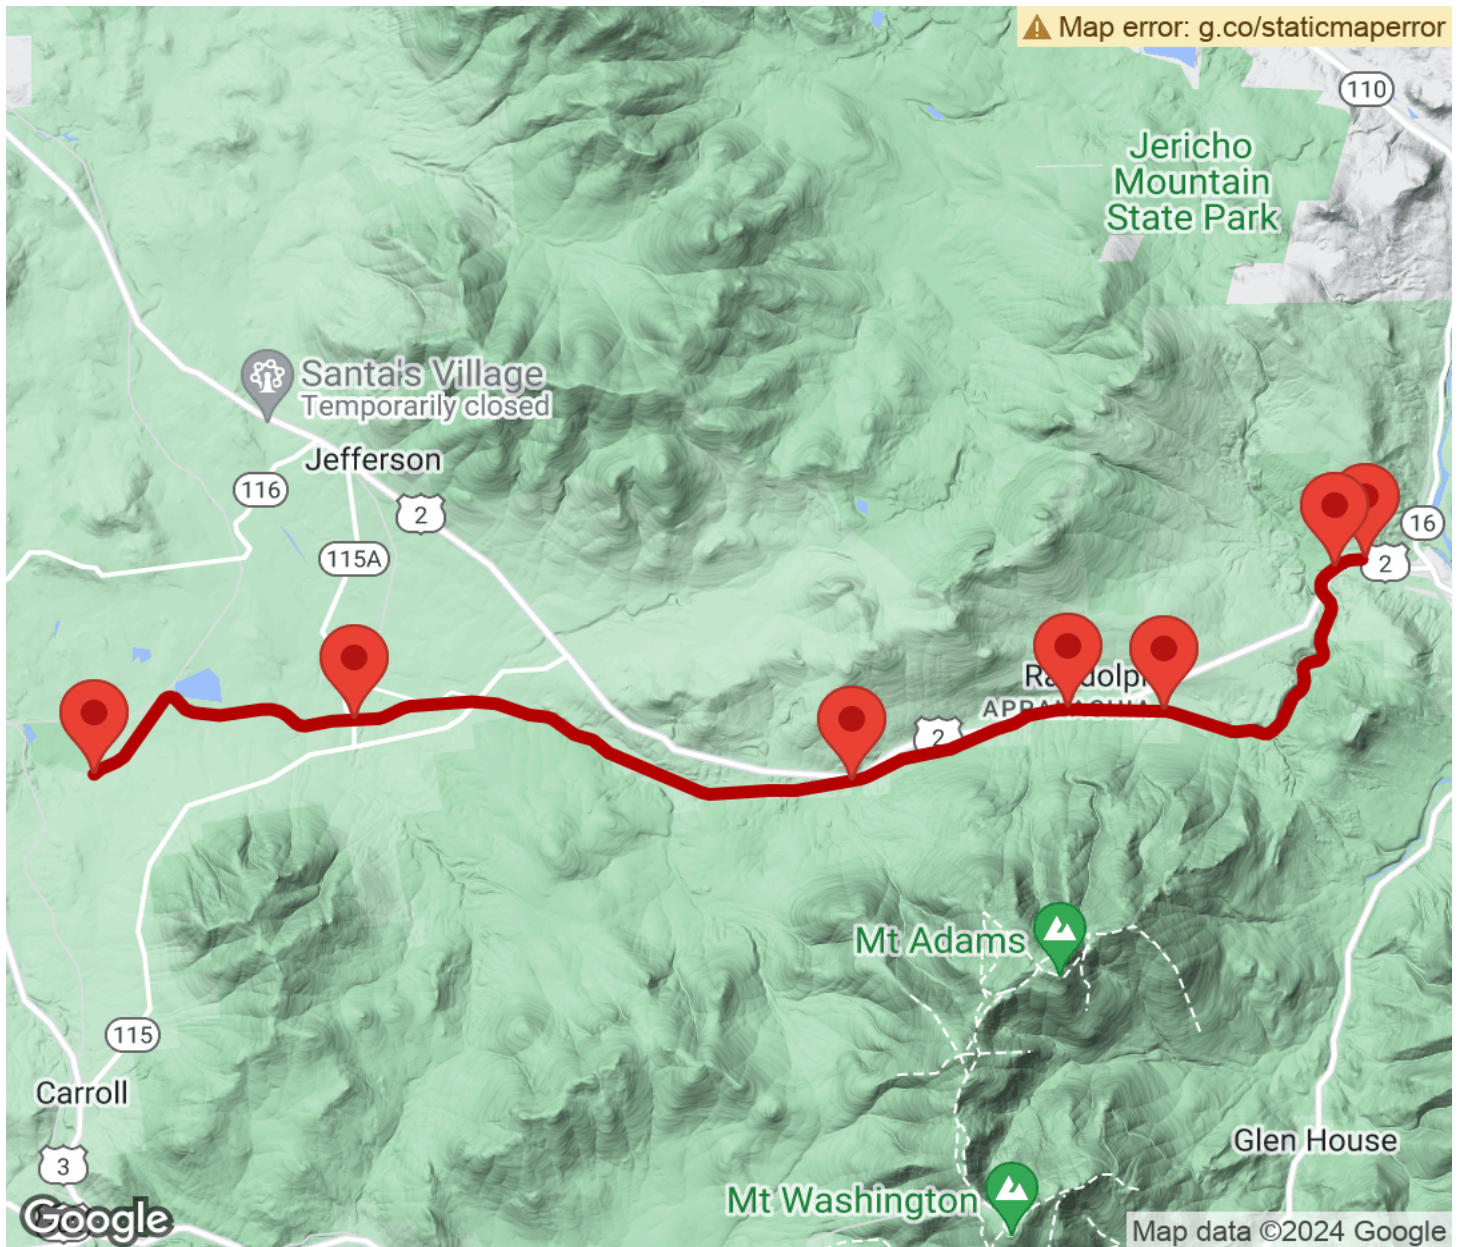 Map error: g.co/staticmaperror
110
Jericho
Mountain
State Park
Santa's Village
Temporarily closed
Jefferson
116
2
16
115A
2
2
115
Mt Adams
Carroll
3
Glen House
Mt Washington
Google
Map data ©2024 Google